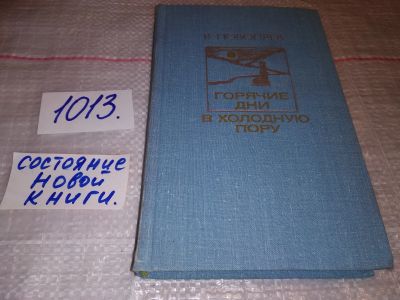 1013.
состояние
новой
книги.
ГОРЯЧИЕ
ДНИ
В ХОЛОДНУЮ
ПОРУ